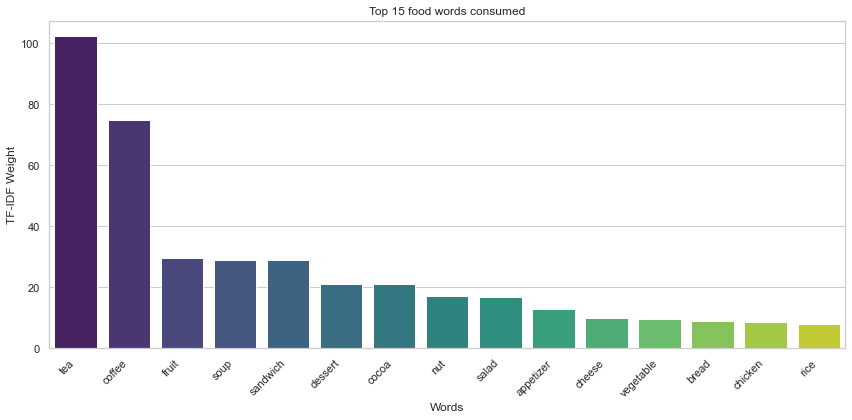 Top 15 food words consumed
TF-IDF Weight
100
80
60
40
20
0
tea
coffee
fruit
soup
sandwich
dessert
cocoa
nut
salad
appetizer
cheese
vegetable
bread
chicken
rice
Words